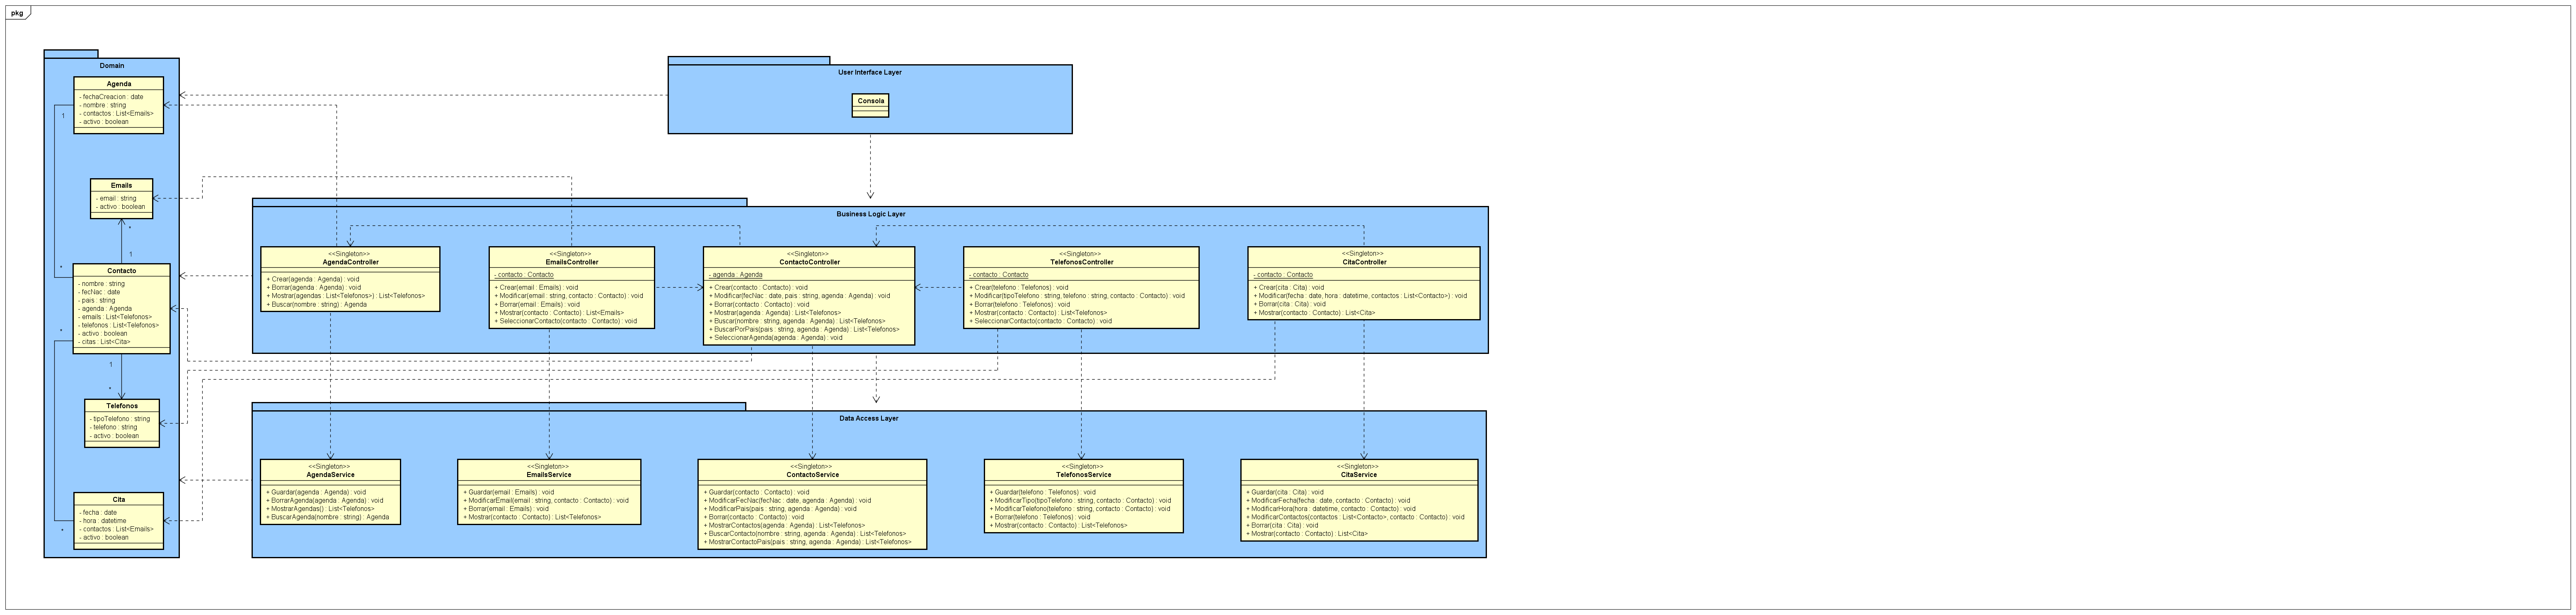 pkg
Domain
Agenda
- fechaCreacion : date
- nombre : string
- contactos : List<Emails>
- activo : boolean
1
*
Emails
- email : string
- activo : boolean
*
1
Contacto
- nombre : string
- fecNac : date
- pais : string
- agenda : Agenda
- emails : List<Telefonos>
- telefonos : List<Telefonos>
- activo : boolean
- citas : List<Cita>
*
1
*
Telefonos
- tipoTelefono : string
- telefono : string
- activo : boolean
Cita
- fecha : date
- hora : datetime
- contactos : List<Emails>
- activo : boolean
*
User Interface Layer
Consola
Business Logic Layer
<<Singleton>>
AgendaController
+ Crear(agenda : Agenda) : void
+ Borrar(agenda : Agenda) : void
+ Mostrar(agendas : List<Telefonos>) : List<Telefonos>
+ Buscar(nombre : string) : Agenda
<<Singleton>>
EmailsController
- contacto : Contacto
+ Crear(email : Emails) : void
+ Modificar(email : string, contacto : Contacto) : void
+ Borrar(email : Emails) : void
+ Mostrar(contacto : Contacto) : List<Emails>
+ SeleccionarContacto(contacto : Contacto) : void
<<Singleton>>
ContactoController
- agenda : Agenda
+ Crear(contacto : Contacto) : void
+ Modificar(fecNac : date, pais : string, agenda : Agenda) : void
+ Borrar(contacto : Contacto) : void
+ Mostrar(agenda : Agenda) : List<Telefonos>
+ Buscar(nombre : string, agenda : Agenda) : List<Telefonos>
+ BuscarPorPais(pais : string, agenda : Agenda) : List<Telefonos>
+ SeleccionarAgenda(agenda : Agenda) : void
<<Singleton>>
TelefonosController
- contacto : Contacto
+ Crear(telefono : Telefonos) : void
+ Modificar(tipoTelefono : string, telefono : string, contacto : Contacto) : void
+ Borrar(telefono : Telefonos) : void
+ Mostrar(contacto : Contacto) : List<Telefonos>
+ SeleccionarContacto(contacto : Contacto) : void
<<Singleton>>
CitaController
- contacto : Contacto
+ Crear(cita : Cita) : void
+ Modificar(fecha : date, hora : datetime, contactos : List<Contacto>) : void
+ Borrar(cita : Cita) : void
+ Mostrar(contacto : Contacto) : List<Cita>
Data Access Layer
<<Singleton>>
AgendaService
+ Guardar(agenda : Agenda) : void
+ BorrarAgenda(agenda : Agenda) : void
+ MostrarAgendas() : List<Telefonos>
+ BuscarAgenda(nombre : string) : Agenda
<<Singleton>>
EmailsService
+ Guardar(email : Emails) : void
+ ModificarEmail(email : string, contacto : Contacto) : void
+ Borrar(email : Emails) : void
+ Mostrar(contacto : Contacto) : List<Telefonos>
<<Singleton>>
ContactoService
+ Guardar(contacto : Contacto) : void
+ ModificarFecNac(fecNac : date, agenda : Agenda) : void
+ ModificarPais(pais : string, agenda : Agenda) : void
+ Borrar(contacto : Contacto) : void
+ MostrarContactos(agenda : Agenda) : List<Telefonos>
+ BuscarContacto(nombre : string, agenda : Agenda) : List<Telefonos>
+ MostrarContactoPais(pais : string, agenda : Agenda) : List<Telefonos>
<<Singleton>>
TelefonosService
+ Guardar(telefono : Telefonos) : void
+ ModificarTipo(tipoTelefono : string, contacto : Contacto) : void
+ ModificarTelefono(telefono : string, contacto : Contacto) : void
+ Borrar(telefono : Telefonos) : void
+ Mostrar(contacto : Contacto) : List<Telefonos>
<<Singleton>>
CitaService
+ Guardar(cita : Cita) : void
+ ModificarFecha(fecha : date, contacto : Contacto) : void
+ ModificarHora(hora : datetime, contacto : Contacto) : void
+ ModificarContactos(contactos : List<Contacto>, contacto : Contacto) : void
+ Borrar(cita : Cita) : void
+ Mostrar(contacto : Contacto) : List<Cita>